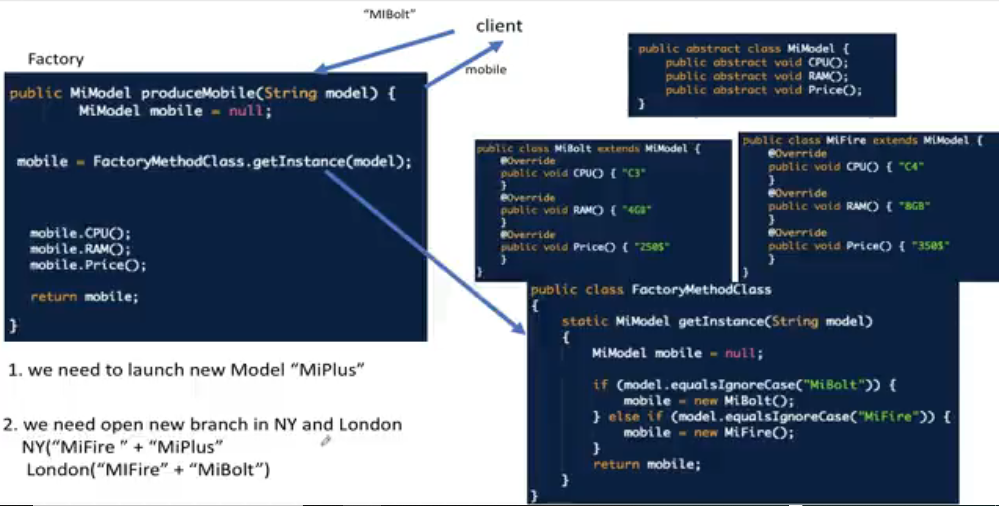 “MIBolt”
client
mobile
Factory
public MiModel produceMobile(String model) {
MiModel mobile = null;
mobile = FactoryMethodClass.getInstance(model);
mobile.CPU();
mobile.RAM();
mobile.Price();
return mobile;
}
1. we need to launch new Model “MiPlus”
2. we need open new branch in NY and London
NY(“MiFire ” + “MiPlus”
London(“MIFire” + “MiBolt”)
public abstract class MiModel {
public abstract void CPU();
public abstract void RAM();
public abstract void Price();
}
public class MiBolt extends MiModel {
@Override
public void CPU() { "C3"
}
@Override
public void RAM() { "4GB"
}
@Override
public void Price() { "250$"
}
}
public class MiFire extends MiModel {
@Override
public void CPU() { "C4"
}
@Override
public void RAM() { "8GB"
}
@Override
public void Price() { "350$"
}
}
public class FactoryMethodClass
{
static MiModel getInstance(String model)
{
MiModel mobile = null;
if (model.equalsIgnoreCase("MiBolt")) {
mobile = new MiBolt();
} else if (model.equalsIgnoreCase("MiFire")) {
mobile = new MiFire();
}
return mobile;
}
}